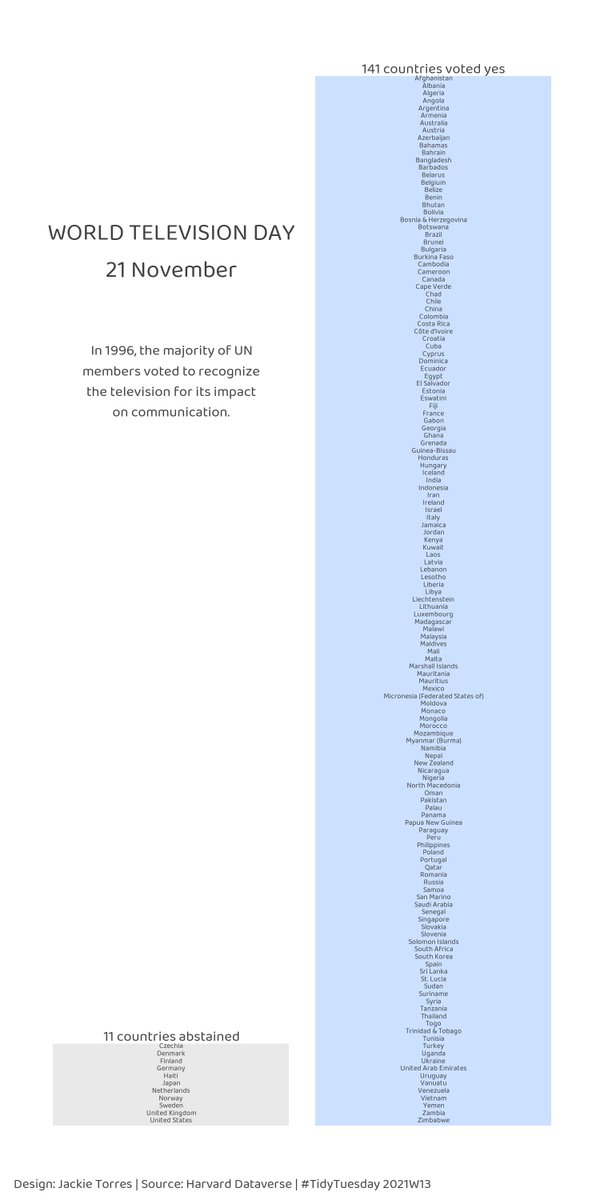 141 countries voted yes
Afghanistan
Albania
Algeria
Angola
Argentina
Armenia
Australia
Austria
Azerbaijan
Bahamas
Bahrain
Bangladesh
Barbados
Belarus
Belgium
Belize
Benin
Bhutan
Bolivia
Bosnia & Herzegovina
Botswana
Brazil
Brunei
Bulgaria
Burkina Faso
Cambodia
Cameroon
Canada
Cape Verde
Chad
Chile
China
Colombia
Costa Rica
Côte d'Ivoire
Croatia
Cuba
Cyprus
Dominica
Ecuador
Egypt
El Salvador
Estonia
Eswatini
Fiji
France
Gabon
Georgia
Ghana
Grenada
Guinea-Bissau
Honduras
Hungary
Iceland
India
Indonesia
Iran
Ireland
Israel
Italy
Jamaica
Jordan
Kenya
Kuwait
Laos
Latvia
Lebanon
Lesotho
Liberia
Libya
Liechtenstein
Lithuania
Luxembourg
Madagascar
Malawi
Malaysia
Maldives
Mali
Malta
Marshall Islands
Mauritania
Mauritius
Mexico
Micronesia (Federated States of)
Moldova
Monaco
Mongolia
Morocco
Mozambique
Myanmar (Burma)
Namibia
Nepal
New Zealand
Nicaragua
Nigeria
North Macedonia
Oman
Pakistan
Palau
Panama
Papua New Guinea
Paraguay
Peru
Philippines
Poland
Portugal
Qatar
Romania
Russia
Samoa
San Marino
Saudi Arabia
Senegal
Singapore
Slovakia
Slovenia
Solomon Islands
South Africa
South Korea
Spain
Sri Lanka
St. Lucia
Sudan
Suriname
Syria
Tanzania
Thailand
Togo
Trinidad & Tobago
Tunisia
Turkey
Uganda
Ukraine
United Arab Emirates
Uruguay
Vanuatu
Venezuela
Vietnam
Yemen
Zambia
Zimbabwe
WORLD TELEVISION DAY
21 November
In 1996, the majority of UN
members voted to recognize
the television for its impact
on communication.
11 countries abstained
Czechia
Denmark
Finland
Germany
Haiti
Japan
Netherlands
Norway
Sweden
United Kingdom
United States
Design: Jackie Torres | Source: Harvard Dataverse | #TidyTuesday 2021W13